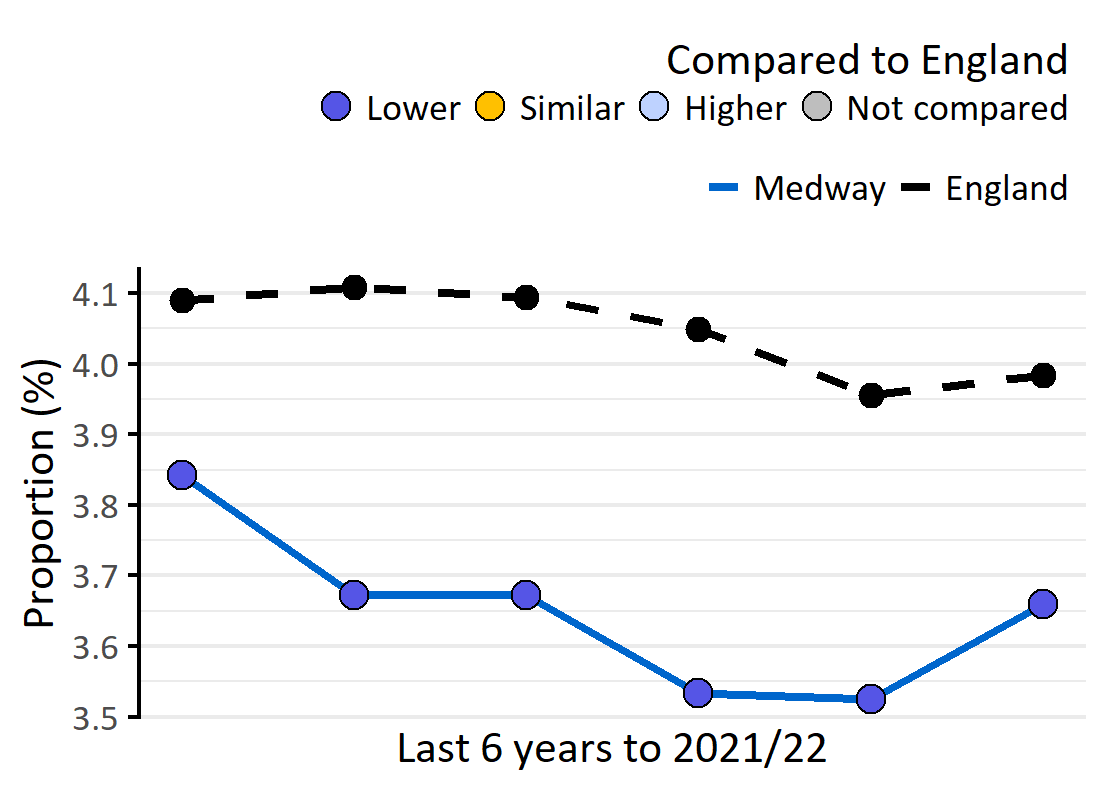 Compared to England
Lower Similar Higher Not compared
Medway England
Proportion (%)
4.1
4.0
3.9
3.8
3.7
3.6
3.5
Last 6 years to 2021/22